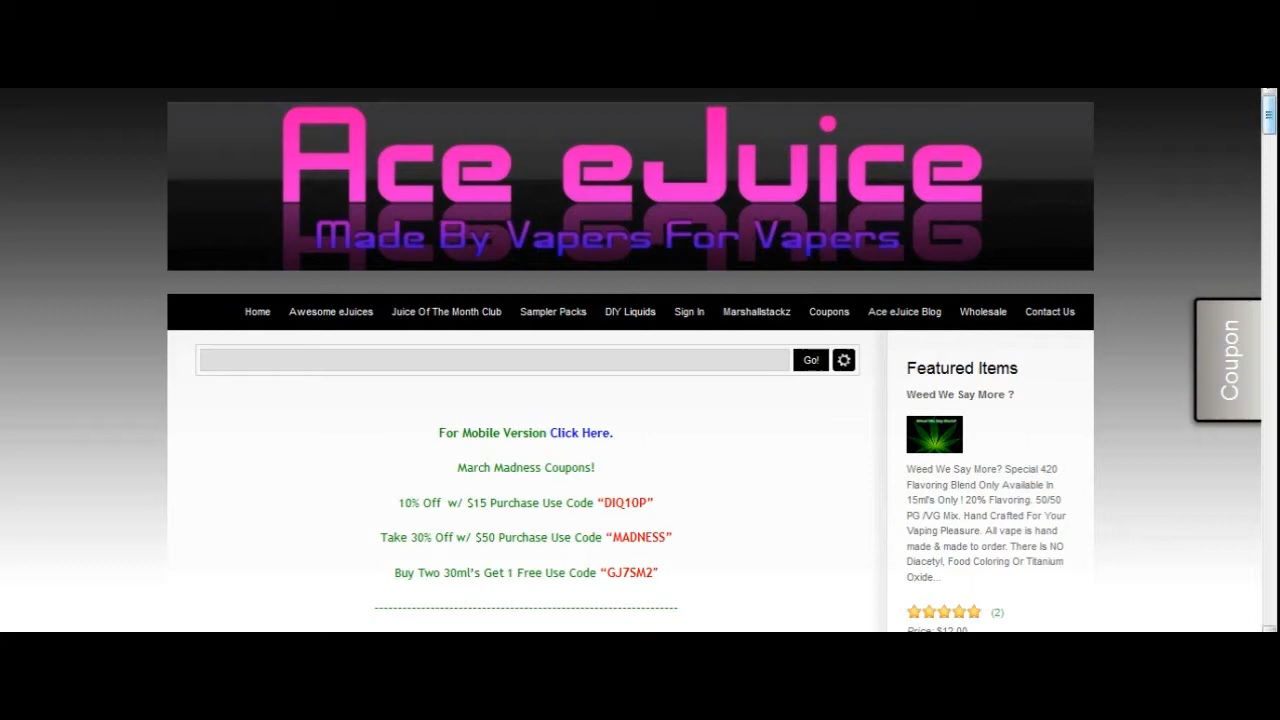 Ace eJuice
Made By Vapers For Vapers
Home Awesome eJuices Juice Of The Month Club Sampler Packs DIY Liquids Sign In Marshallstackz Coupons Ace eJuice Blog Wholesale Contact Us
Go!
For Mobile Version Click Here.
March Madness Coupons!
10% Off w/ $15 Purchase Use Code “DIQ10P”
Take 30% Off w/ $50 Purchase Use Code “MADNESS”
Buy Two 30ml's Get 1 Free Use Code “GJ7SM2”
-----------------------------------------------------------------
Featured Items
Weed We Say More ?
Weed We Say More? Special 420
Flavoring Blend Only Available In
15ml's Only ! 20% Flavoring. 50/50
PG /VG Mix. Hand Crafted For Your
Vaping Pleasure. All vape is hand
made & made to order. There Is NO
Diacetyl, Food Coloring Or Titanium
Oxide...
(2)
Price: $12.00
Coupon